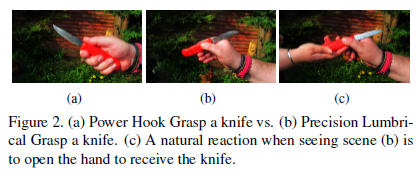 (a) (b) (c)
Figure 2. (a) Power Hook Grasp a knife vs. (b) Precision Lumbri-
cal Grasp a knife. (c) A natural reaction when seeing scene (b) is
to open the hand to receive the knife.